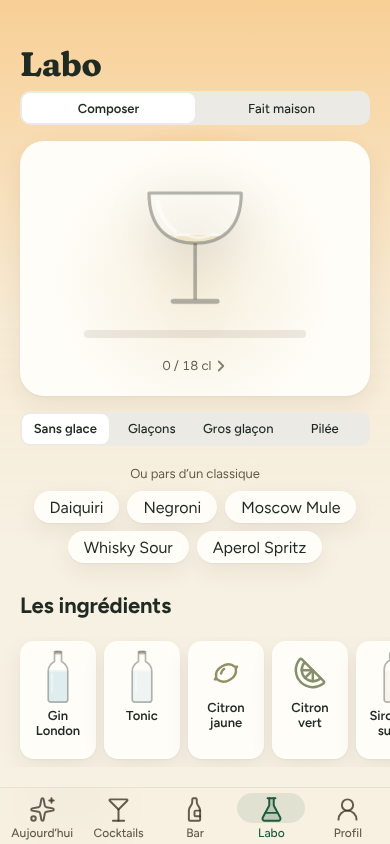 Labo
Composer
Fait maison
0 / 18 cl
Sans glace
Glaçons
Gros glaçon
Pilée
Ou pars d’un classique
Daiquiri
Negroni
Moscow Mule
Whisky Sour
Aperol Spritz
Les ingrédients
Gin
London
Tonic
Citron
jaune
Citron
vert
Aujourd’hui
Cocktails
Bar
Labo
Profil